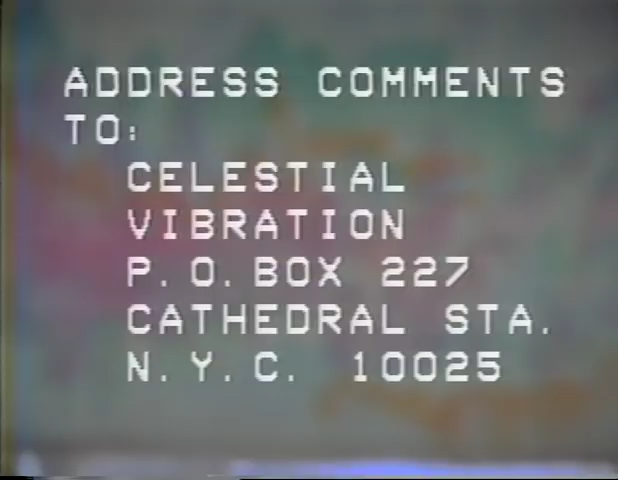 ADDRESS COMMENTS
TO:
CELESTIAL
VIBRATION
P.O.BOX 227
CATHEDRAL STA.
N.Y.C. 10025